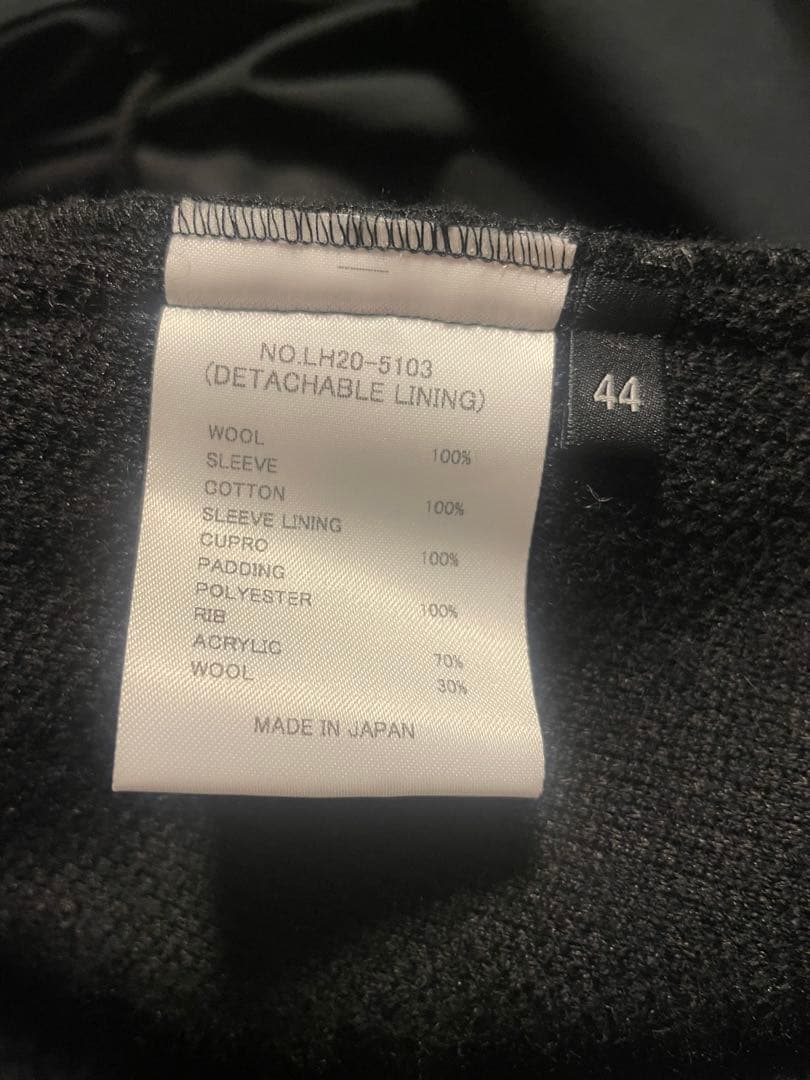 NO.LH20-5103
(DETACHABLE LINING)
WOOL 100%
SLEEVE
COTTON 100%
SLEEVE LINING
CUPRO 100%
PADDING
POLYESTER 100%
RIB
ACRYLIC 70%
WOOL 30%
MADE IN JAPAN
44